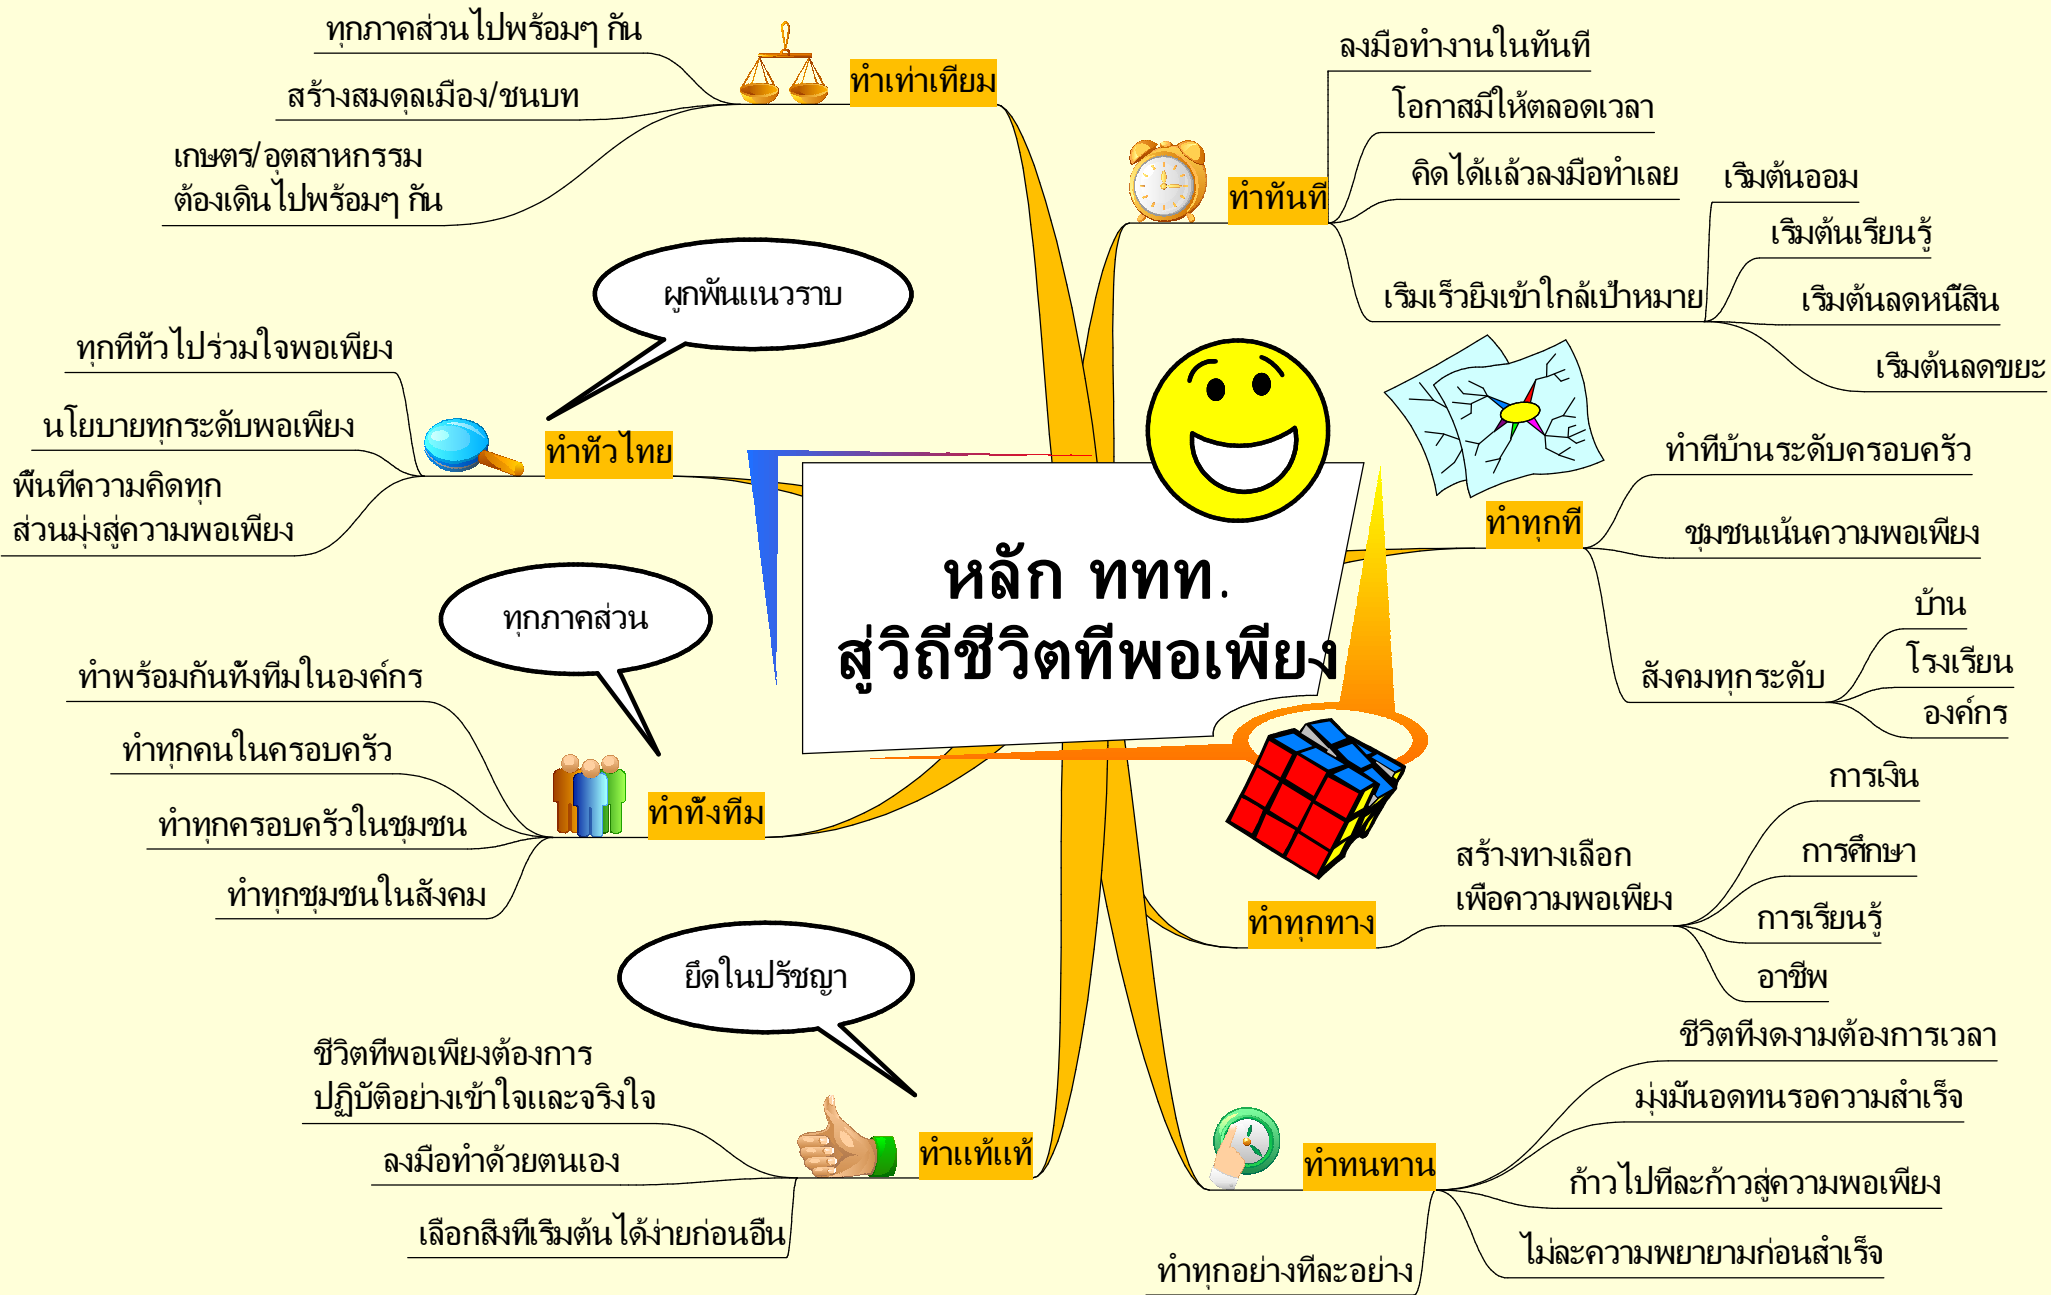 หลัก ททท.
สู่วิถีชีวิตที่พอเพียง
ทำทันที
ลงมือทำงานในทันที
โอกาสมีให้ตลอดเวลา
คิดได้แล้วลงมือทำเลย
เริ่มเร็วยิ่งเข้าใกล้เป้าหมาย
เริ่มต้นออม
เริ่มต้นเรียนรู้
เริ่มต้นลดหนี้สิน
เริ่มต้นลดขยะ
ทำทุกที่
ทำที่บ้านระดับครอบครัว
ชุมชนเน้นความพอเพียง
สังคมทุกระดับ
บ้าน
โรงเรียน
องค์กร
ทำทุกทาง
สร้างทางเลือก
เพื่อความพอเพียง
การเงิน
การศึกษา
การเรียนรู้
อาชีพ
ทำทนทาน
ชีวิตที่งดงามต้องการเวลา
มุ่งมั่นอดทนรอความสำเร็จ
ก้าวไปทีละก้าวสู่ความพอเพียง
ไม่ละความพยายามก่อนสำเร็จ
ทำทุกอย่างทีละอย่าง
ทำแท้แท้
ยึดในปรัชญา
ชีวิตที่พอเพียงต้องการ
ปฏิบัติอย่างเข้าใจและจริงใจ
ลงมือทำด้วยตนเอง
เลือกสิ่งที่เริ่มต้นได้ง่ายก่อนอื่น
ทำทั้งทีม
ทุกภาคส่วน
ทำพร้อมกันทั้งทีมในองค์กร
ทำทุกคนในครอบครัว
ทำทุกครอบครัวในชุมชน
ทำทุกชุมชนในสังคม
ทำทั่วไทย
ผูกพันแนวราบ
ทุกที่ทั่วไปร่วมใจพอเพียง
นโยบายทุกระดับพอเพียง
พื้นที่ความคิดทุก
ส่วนมุ่งสู่ความพอเพียง
ทำเท่าเทียม
ทุกภาคส่วนไปพร้อมๆ กัน
สร้างสมดุลเมือง/ชนบท
เกษตร/อุตสาหกรรม
ต้องเดินไปพร้อมๆ กัน